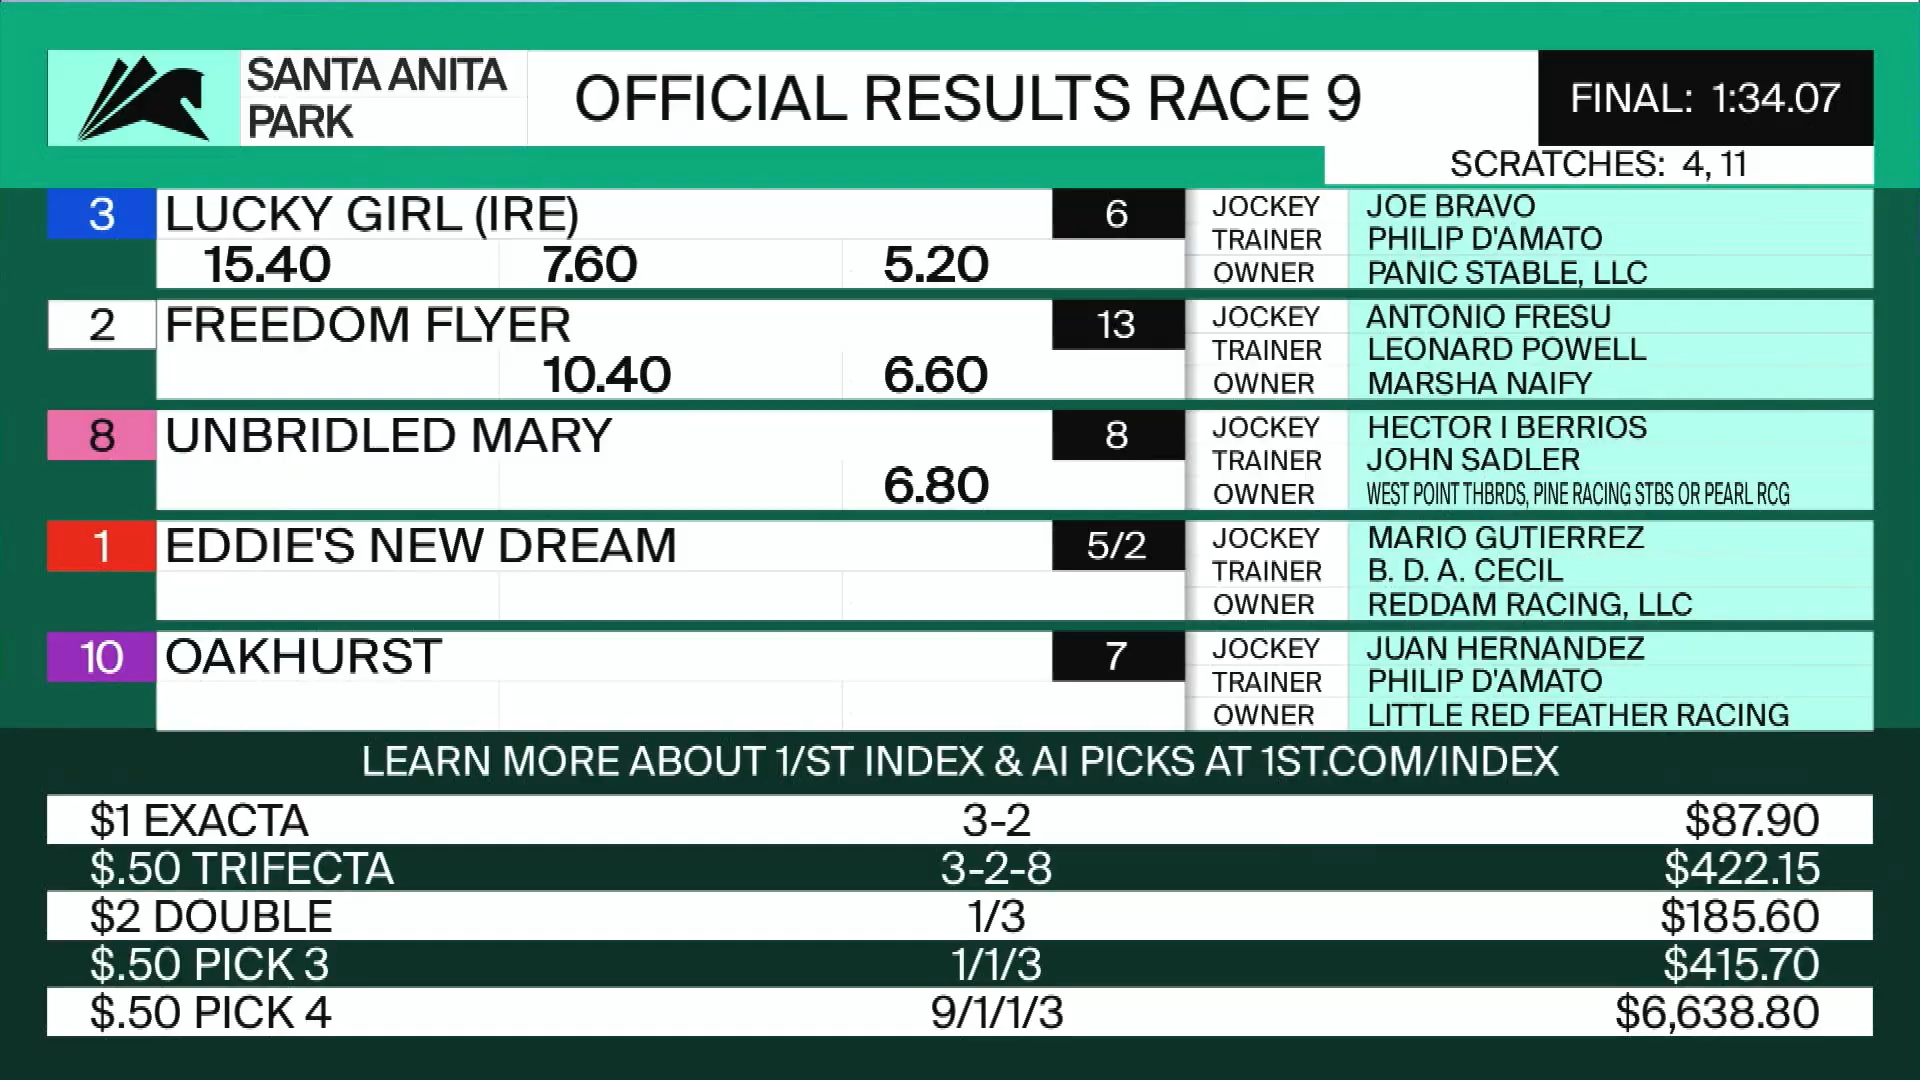 SANTA ANITA
PARK
OFFICIAL RESULTS RACE 9
FINAL: 1:34.07
SCRATCHES: 4, 11
3 LUCKY GIRL (IRE) 6
15.40 7.60 5.20
JOCKEY JOE BRAVO
TRAINER PHILIP D'AMATO
OWNER PANIC STABLE, LLC
2 FREEDOM FLYER 13
10.40 6.60
JOCKEY ANTONIO FRESU
TRAINER LEONARD POWELL
OWNER MARSHA NAIFY
8 UNBRIDLED MARY 8
6.80
JOCKEY HECTOR I BERRIOS
TRAINER JOHN SADLER
OWNER WEST POINT THBRDS, PINE RACING STBS OR PEARL RCG
1 EDDIE'S NEW DREAM 5/2
JOCKEY MARIO GUTIERREZ
TRAINER B. D. A. CECIL
OWNER REDDAM RACING, LLC
10 OAKHURST 7
JOCKEY JUAN HERNANDEZ
TRAINER PHILIP D'AMATO
OWNER LITTLE RED FEATHER RACING
LEARN MORE ABOUT 1/ST INDEX & AI PICKS AT 1ST.COM/INDEX
$1 EXACTA 3-2 $87.90
$.50 TRIFECTA 3-2-8 $422.15
$2 DOUBLE 1/3 $185.60
$.50 PICK 3 1/1/3 $415.70
$.50 PICK 4 9/1/1/3 $6,638.80